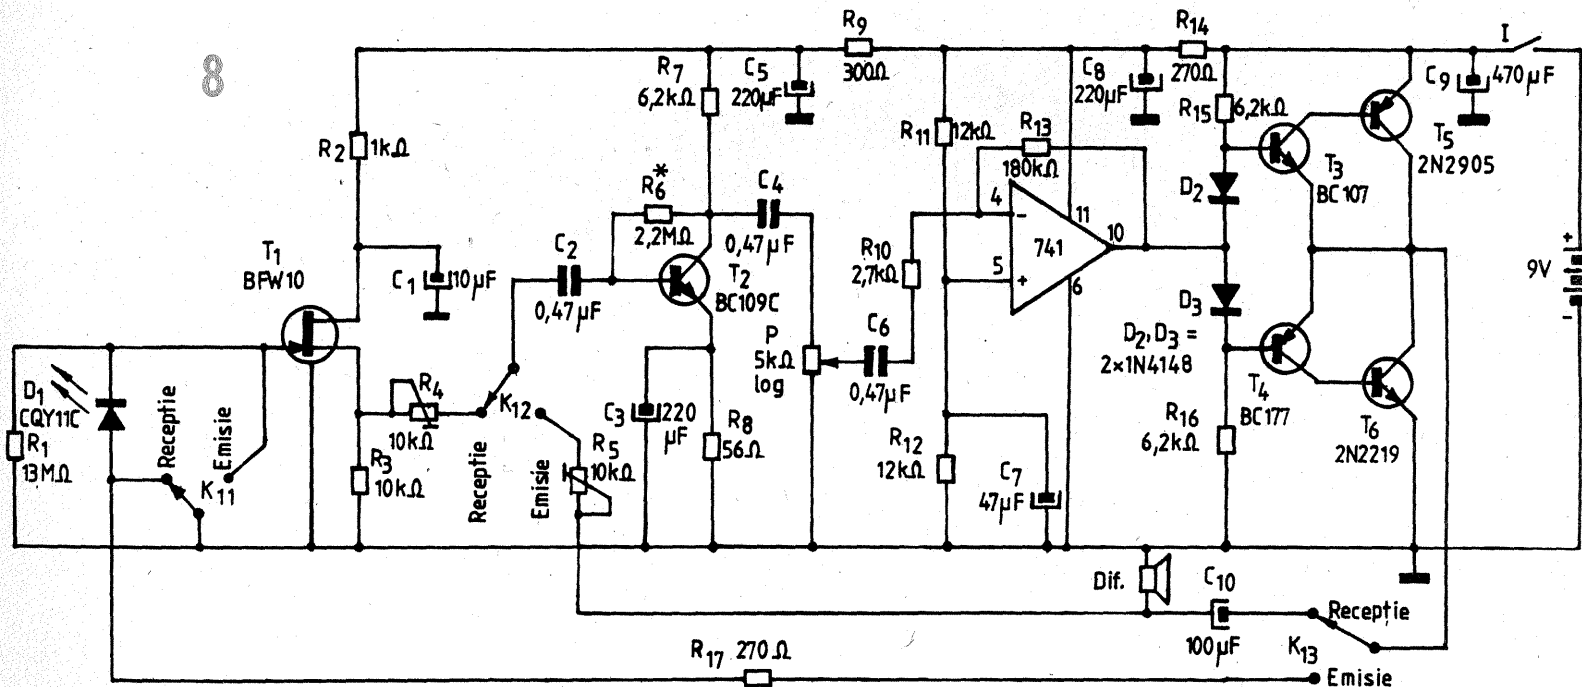 8
R9
300Ω
R14
270Ω
I
R7
6,2kΩ
C5
220µF
C8
220µF
C9
470µF
R2
1kΩ
R11
12kΩ
R13
180kΩ
R15
6,2kΩ
T3
BC107
T5
2N2905
R6*
2,2MΩ
C4
0,47µF
D2
T1
BFW10
C1
10µF
C2
0,47µF
T2
BC109C
R10
2,7kΩ
4
-
11
741
10
5
+
6
9V
+
-
D3
D2, D3 =
2x1N4148
P
5kΩ
log
C6
0,47µF
D1
CQY11C
R1
13MΩ
Receptie
Emisie
K11
R4
10kΩ
K12
R3
10kΩ
Receptie
Emisie
R5
10kΩ
C3
220
µF
R8
56Ω
R12
12kΩ
C7
47µF
T4
BC177
R16
6,2kΩ
T6
2N2219
Dif.
C10
100µF
Receptie
K13
Emisie
R17 270Ω